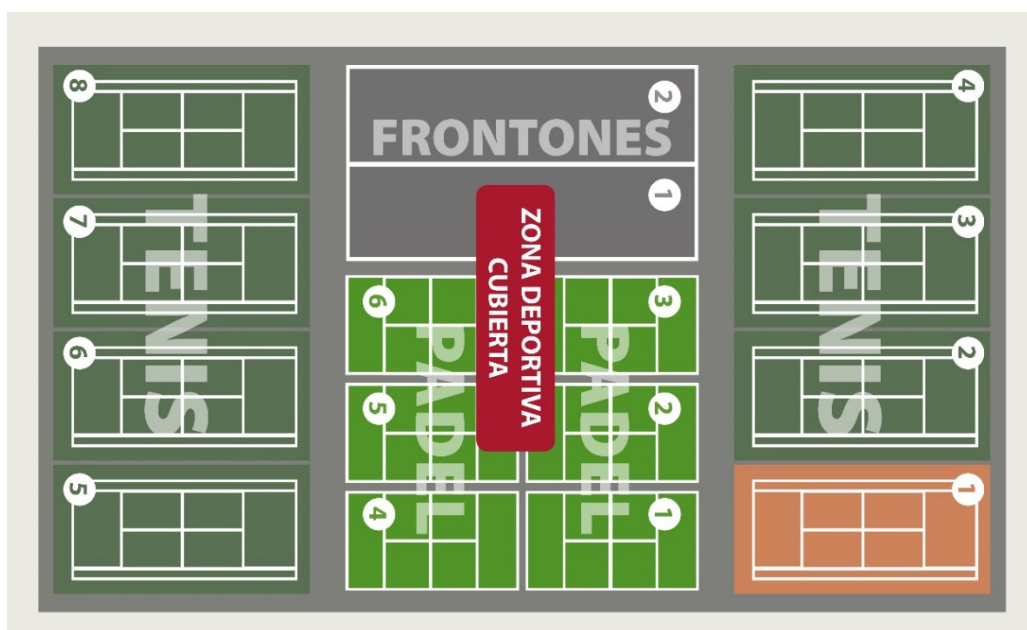 8
7
6
5
TENIS
2
FRONTONES
1
ZONA DEPORTIVA
CUBIERTA
6
5
4
PADEL
3
2
1
PADEL
4
3
2
1
TENIS